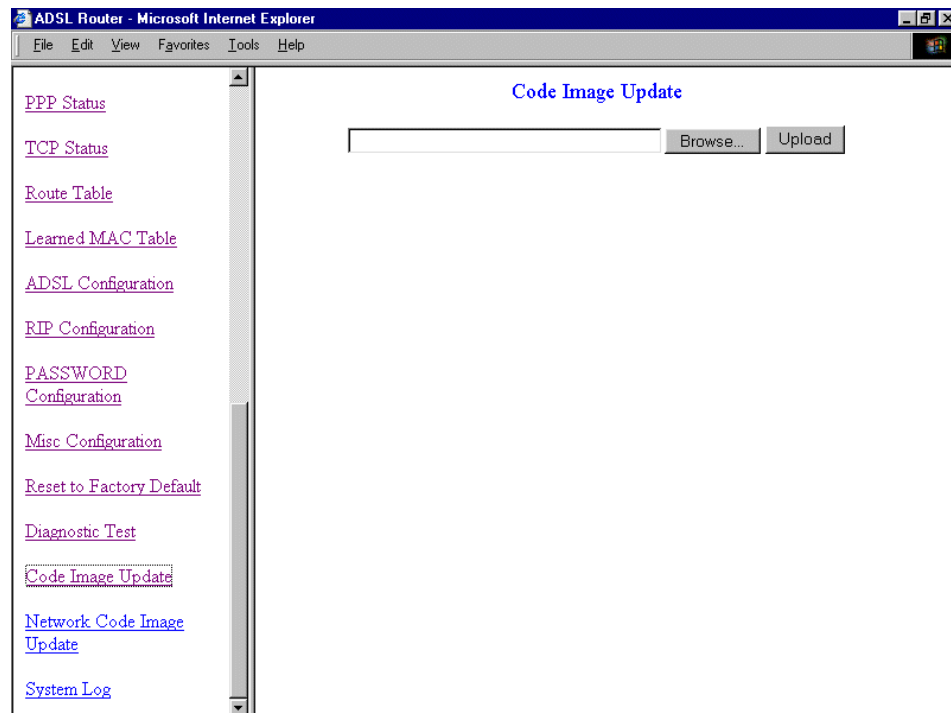 ADSL Router - Microsoft Internet Explorer
File Edit View Favorites Tools Help
PPP Status
TCP Status
Route Table
Learned MAC Table
ADSL Configuration
RIP Configuration
PASSWORD
Configuration
Misc Configuration
Reset to Factory Default
Diagnostic Test
Code Image Update
Network Code Image
Update
System Log
Code Image Update
Browse... Upload